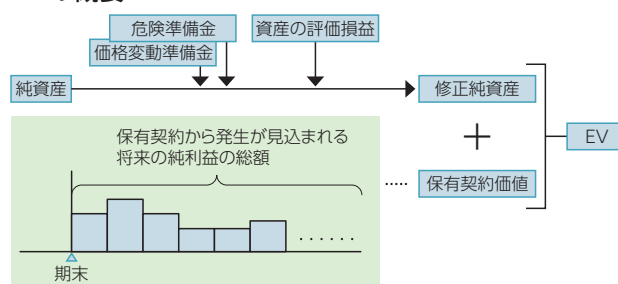 危険準備金
資産の評価損益
価格変動準備金
純資産
修正純資産
保有契約から発生が見込まれる
将来の純利益の総額
+
EV
‥‥‥
保有契約価値
‥‥‥
期末